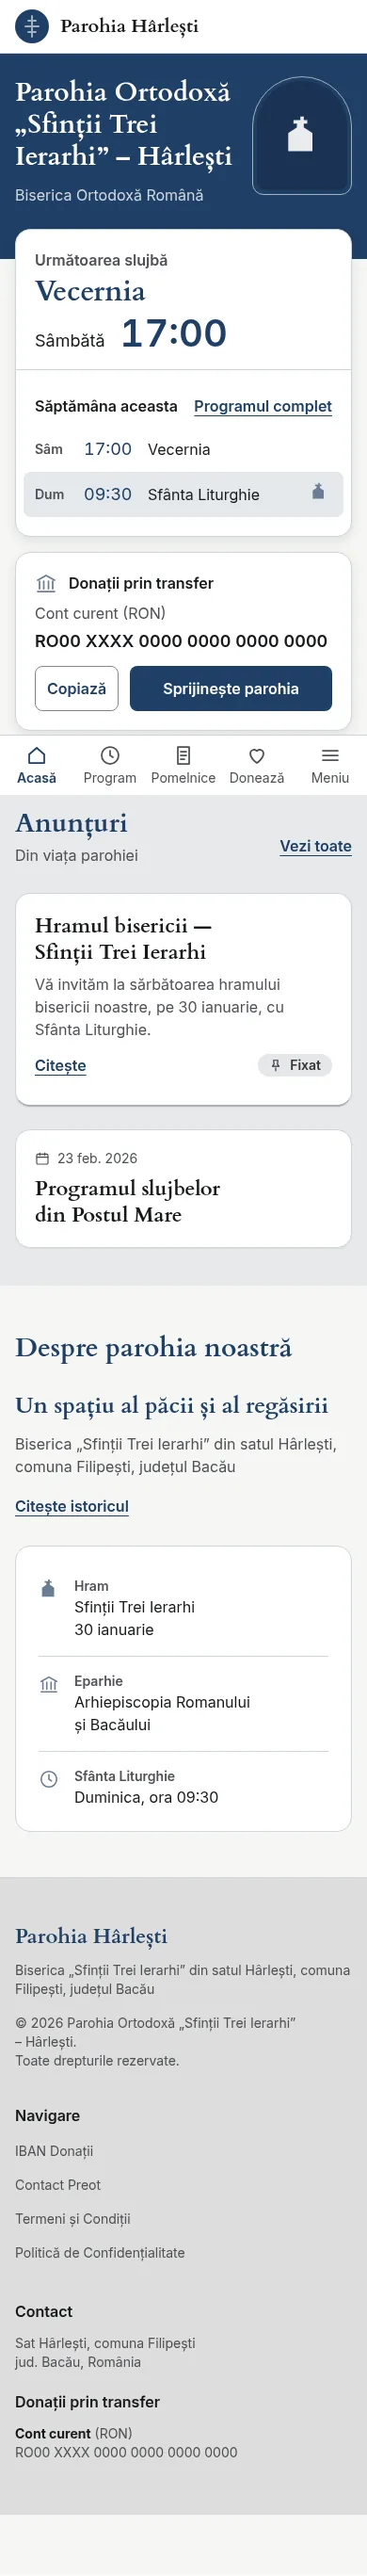 Parohia Hârlești
Parohia Ortodoxă
„Sfinții Trei
Ierarhi” – Hârlești
Biserica Ortodoxă Română
Următoarea slujbă
Vecernia
Sâmbătă 17:00
Săptămâna aceasta Programul complet
Sâm 17:00 Vecernia
Dum 09:30 Sfânta Liturghie
Donații prin transfer
Cont curent (RON)
RO00 XXXX 0000 0000 0000 0000
Copiază Sprijinește parohia
Acasă Program Pomelnice Donează Meniu
Anunțuri
Din viața parohiei Vezi toate
Hramul bisericii —
Sfinții Trei Ierarhi
Vă invităm la sărbătoarea hramului
bisericii noastre, pe 30 ianuarie, cu
Sfânta Liturghie.
Citește Fixat
23 feb. 2026
Programul slujbelor
din Postul Mare
Despre parohia noastră
Un spațiu al păcii și al regăsirii
Biserica „Sfinții Trei Ierarhi” din satul Hârlești,
comuna Filipești, județul Bacău
Citește istoricul
Hram
Sfinții Trei Ierarhi
30 ianuarie
Eparhie
Arhiepiscopia Romanului
și Bacăului
Sfânta Liturghie
Duminica, ora 09:30
Parohia Hârlești
Biserica „Sfinții Trei Ierarhi” din satul Hârlești, comuna
Filipești, județul Bacău
© 2026 Parohia Ortodoxă „Sfinții Trei Ierarhi”
– Hârlești.
Toate drepturile rezervate.
Navigare
IBAN Donații
Contact Preot
Termeni și Condiții
Politică de Confidențialitate
Contact
Sat Hârlești, comuna Filipești
jud. Bacău, România
Donații prin transfer
Cont curent (RON)
RO00 XXXX 0000 0000 0000 0000